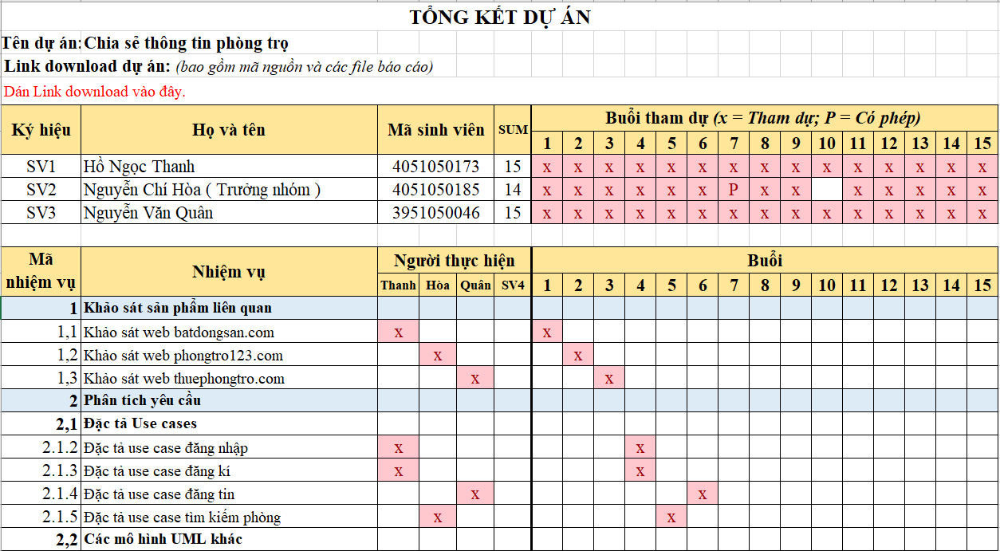 TỔNG KẾT DỰ ÁN
Tên dự án: Chia sẻ thông tin phòng trọ
Link download dự án: (bao gồm mã nguồn và các file báo cáo)
Dán Link download vào đây.
Ký hiệu Họ và tên Mã sinh viên SUM Buổi tham dự (x = Tham dự; P = Có phép)
1 2 3 4 5 6 7 8 9 10 11 12 13 14 15
SV1 Hồ Ngọc Thanh 4051050173 15 x x x x x x x x x x x x x x x
SV2 Nguyễn Chí Hòa ( Trưởng nhóm ) 4051050185 14 x x x x x x P x x x x x x x
SV3 Nguyễn Văn Quân 3951050046 15 x x x x x x x x x x x x x x x
Mã nhiệm vụ Nhiệm vụ Người thực hiện Buổi
Thanh Hòa Quân SV4 1 2 3 4 5 6 7 8 9 10 11 12 13 14 15
1 Khảo sát sản phẩm liên quan
1,1 Khảo sát web batdongsan.com x x
1,2 Khảo sát web phongtro123.com x x
1,3 Khảo sát web thuephongtro.com x x
2 Phân tích yêu cầu
2,1 Đặc tả Use cases
2.1.2 Đặc tả use case đăng nhập x x
2.1.3 Đặc tả use case đăng kí x x
2.1.4 Đặc tả use case đăng tin x x
2.1.5 Đặc tả use case tìm kiếm phòng x x
2,2 Các mô hình UML khác